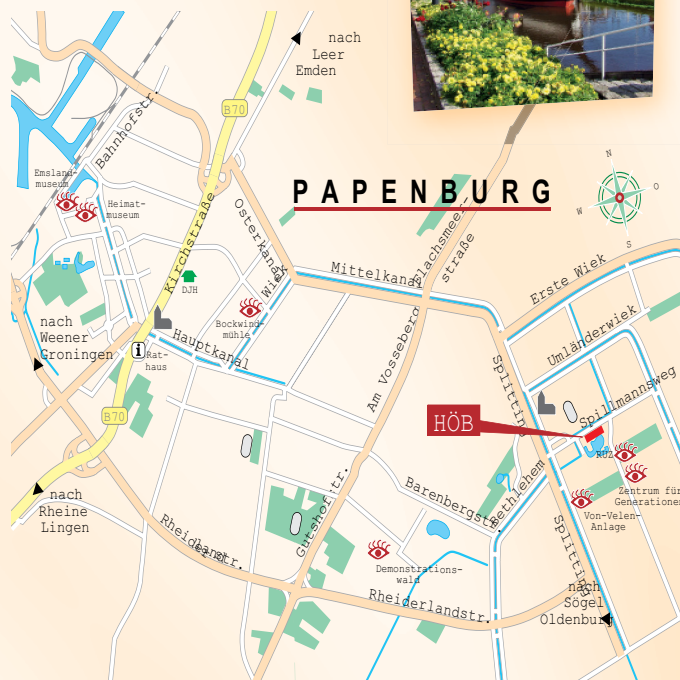 nach
Leer
Emden
B70
Bahnhofstr.
Emsland-
museum
Heimat-
museum
PAPENBURG
N
O
S
W
Flachsmeer-
straße
Osterkanal
Kirchstraße
Wiek
Mittelkanal
Erste Wiek
DJH
Bockwind-
mühle
Umländerwiek
nach
Weener
Groningen
i
Rat-
haus
Hauptkanal
Am Vosseberg
Splitting
Spillmannsweg
B70
HÖB
RÜZ
nach
Rheine
Lingen
Gutshofstr.
Barenbergstr.
Bethlehem
Zentrum für
Generationen
Von-Velen-
Anlage
Splitting
Demonstrations-
wald
Rheiderlandstr.
Rheiderlandstr.
nach
Sögel
Oldenburg